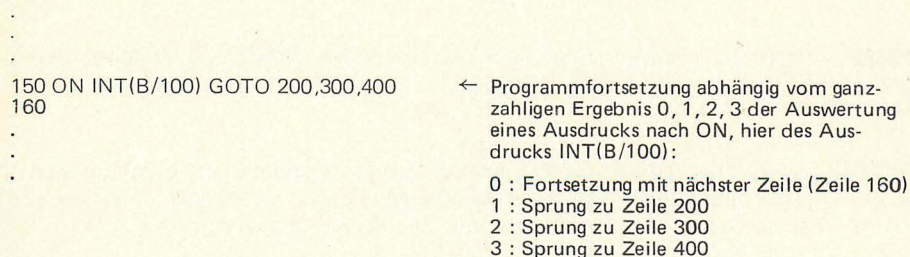 .
.
.
150 ON INT(B/100) GOTO 200,300,400 ← Programmfortsetzung abhängig vom ganz-
160 zahligen Ergebnis 0, 1, 2, 3 der Auswertung
. eines Ausdrucks nach ON, hier des Aus-
. drucks INT(B/100):
.
0 : Fortsetzung mit nächster Zeile (Zeile 160)
1 : Sprung zu Zeile 200
2 : Sprung zu Zeile 300
3 : Sprung zu Zeile 400